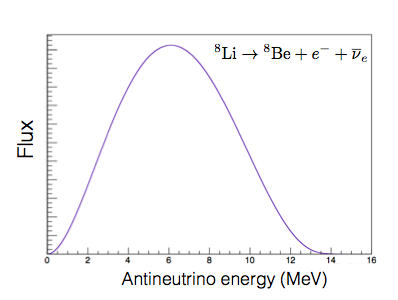 ⁸Li → ⁸Be + e⁻ + ν̅ₑ
Flux
0 2 4 6 8 10 12 14 16
Antineutrino energy (MeV)